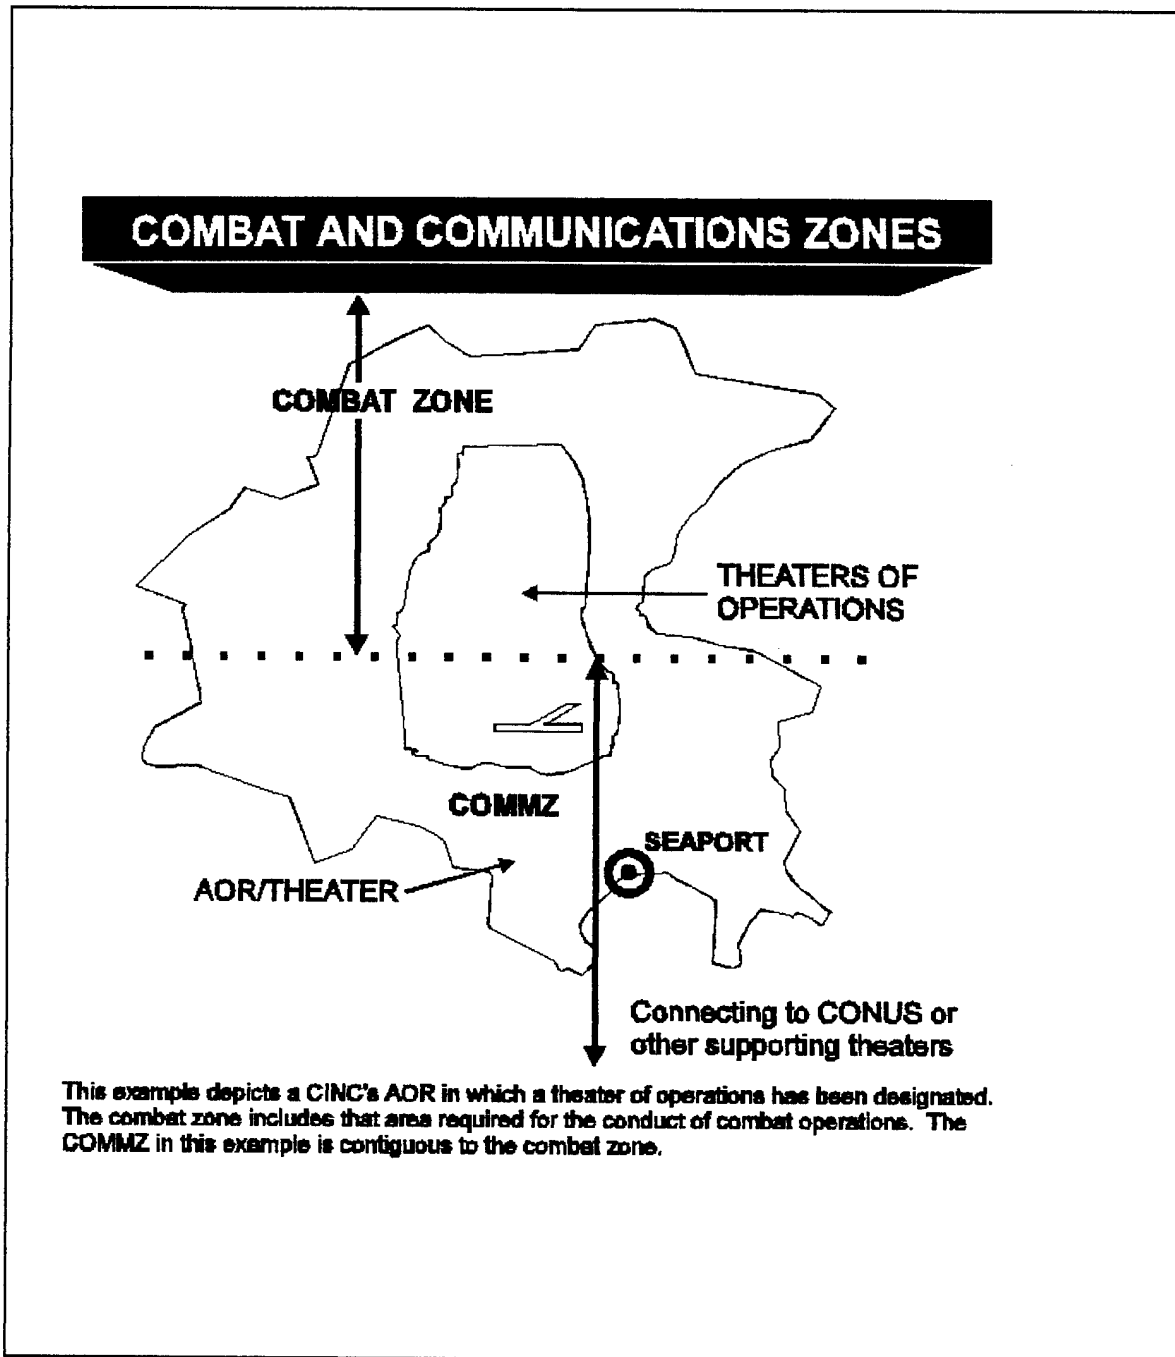 COMBAT AND COMMUNICATIONS ZONES
COMBAT ZONE
THEATERS OF
OPERATIONS
COMMZ
SEAPORT
AOR/THEATER
Connecting to CONUS or
other supporting theaters
This example depicts a CINC's AOR in which a theater of operations has been designated.
The combat zone includes that area required for the conduct of combat operations. The
COMMZ in this example is contiguous to the combat zone.